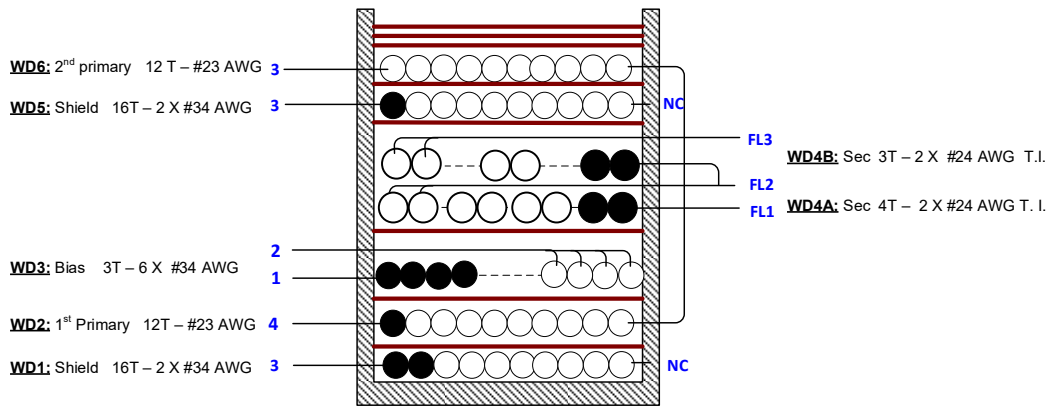 WD6: 2nd primary 12 T – #23 AWG 3
WD5: Shield 16T – 2 X #34 AWG 3 NC
FL3
WD4B: Sec 3T – 2 X #24 AWG T.I.
FL2
FL1 WD4A: Sec 4T – 2 X #24 AWG T. I.
2
WD3: Bias 3T – 6 X #34 AWG
1
WD2: 1st Primary 12T – #23 AWG 4
WD1: Shield 16T – 2 X #34 AWG 3 NC